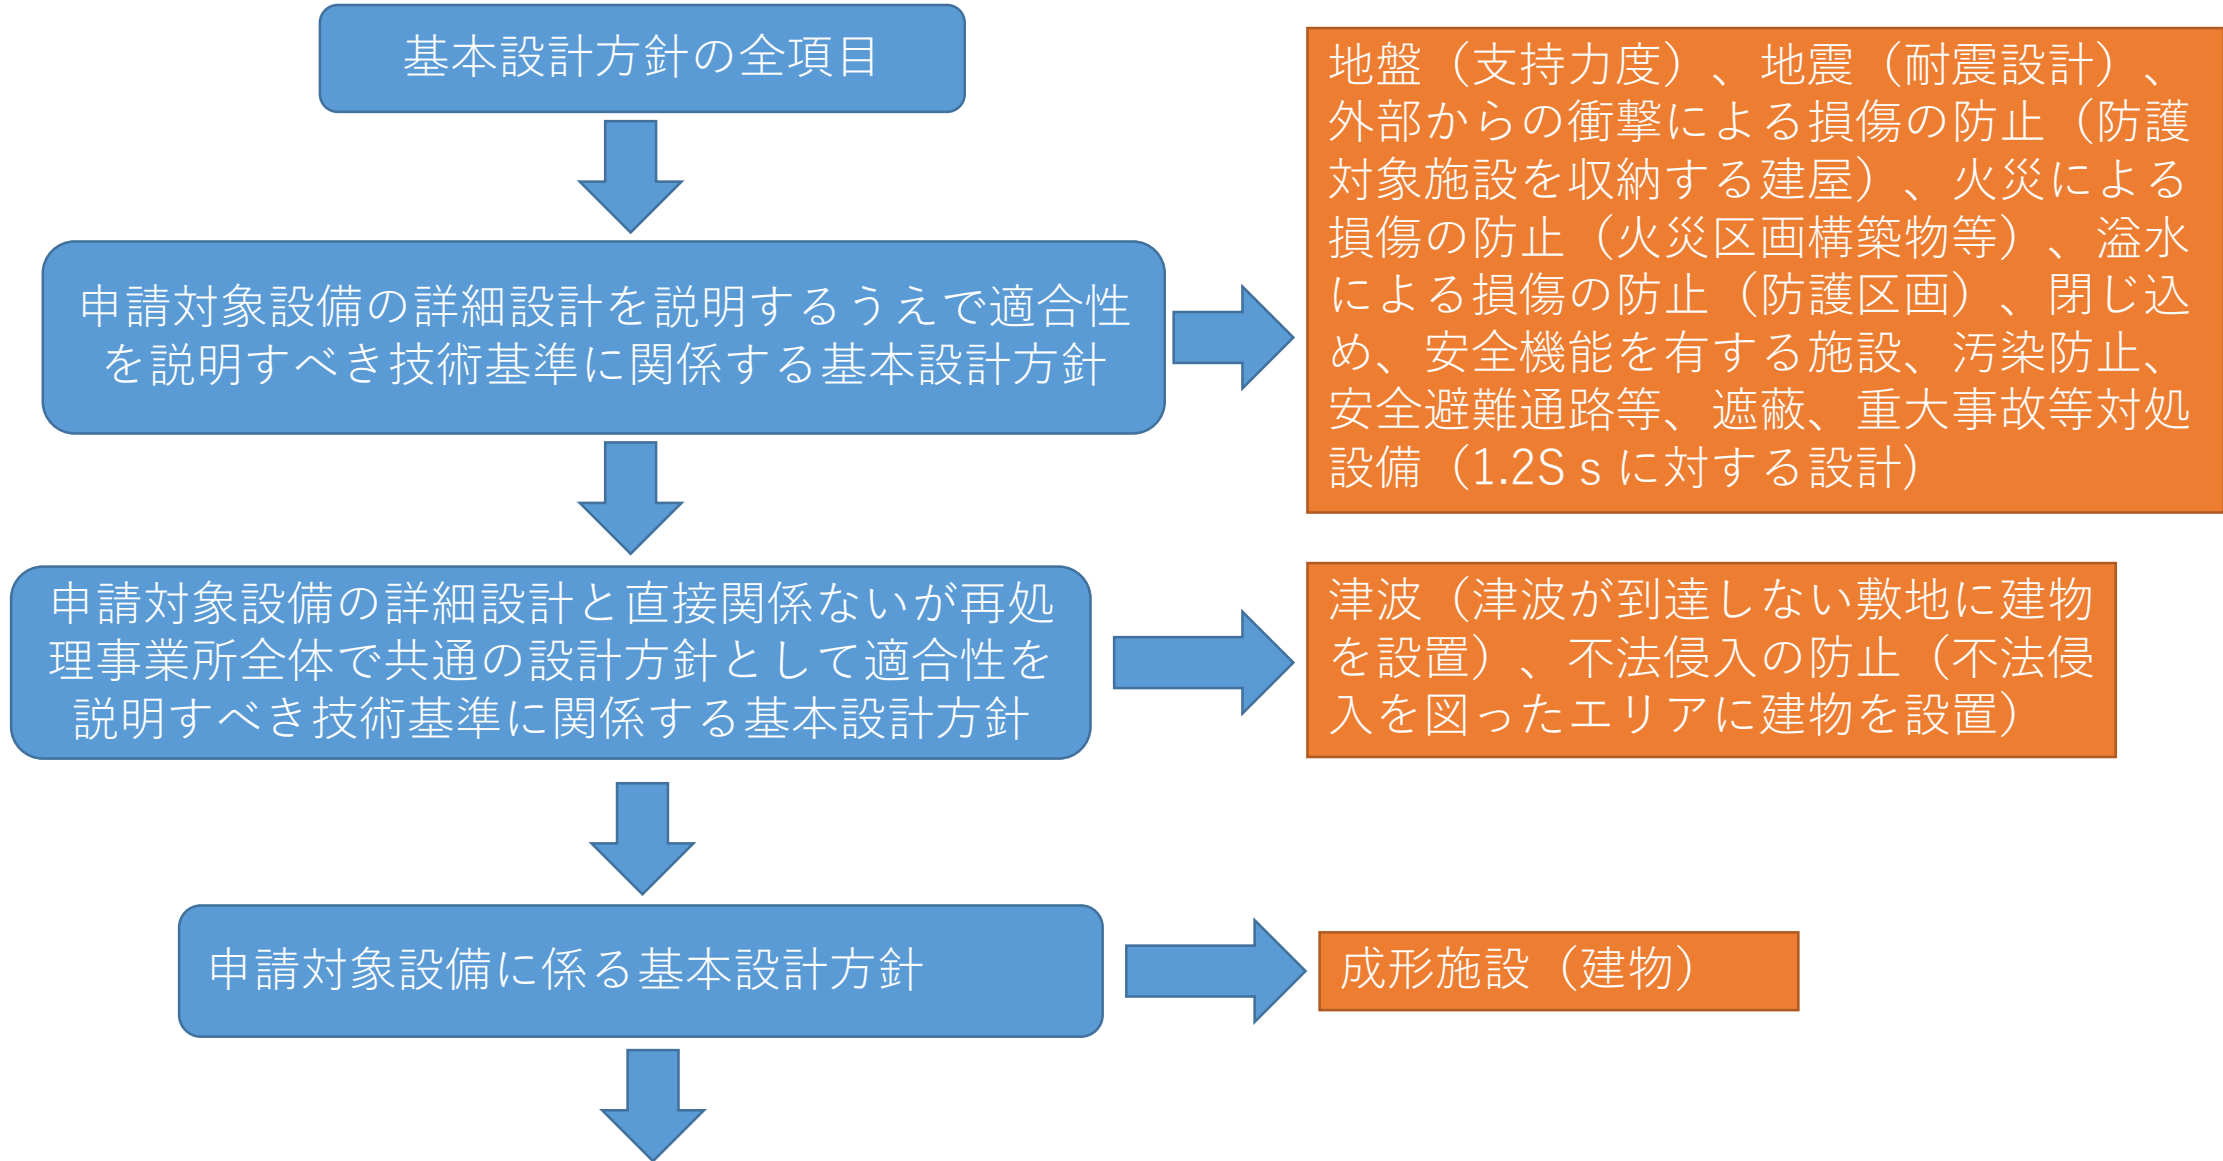 基本設計方針の全項目
申請対象設備の詳細設計を説明するうえで適合性
を説明すべき技術基準に関係する基本設計方針
地盤（支持力度）、地震（耐震設計）、
外部からの衝撃による損傷の防止（防護
対象施設を収納する建屋）、火災による
損傷の防止（火災区画構築物等）、溢水
による損傷の防止（防護区画）、閉じ込
め、安全機能を有する施設、汚染防止、
安全避難通路等、遮蔽、重大事故等対処
設備（1.2Ｓｓに対する設計）
申請対象設備の詳細設計と直接関係ないが再処
理事業所全体で共通の設計方針として適合性を
説明すべき技術基準に関係する基本設計方針
津波（津波が到達しない敷地に建物
を設置）、不法侵入の防止（不法侵
入を図ったエリアに建物を設置）
申請対象設備に係る基本設計方針
成形施設（建物）